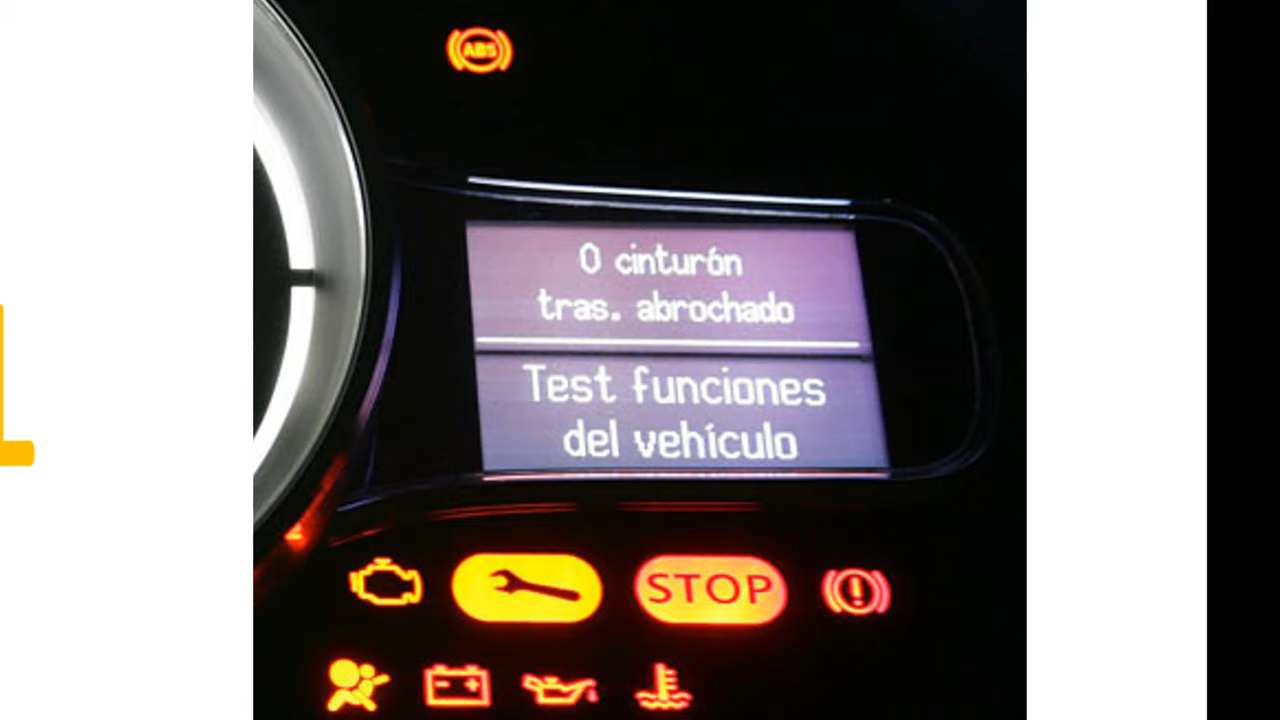 ABS
0 cinturón
tras. abrochado
Test funciones
del vehículo
STOP